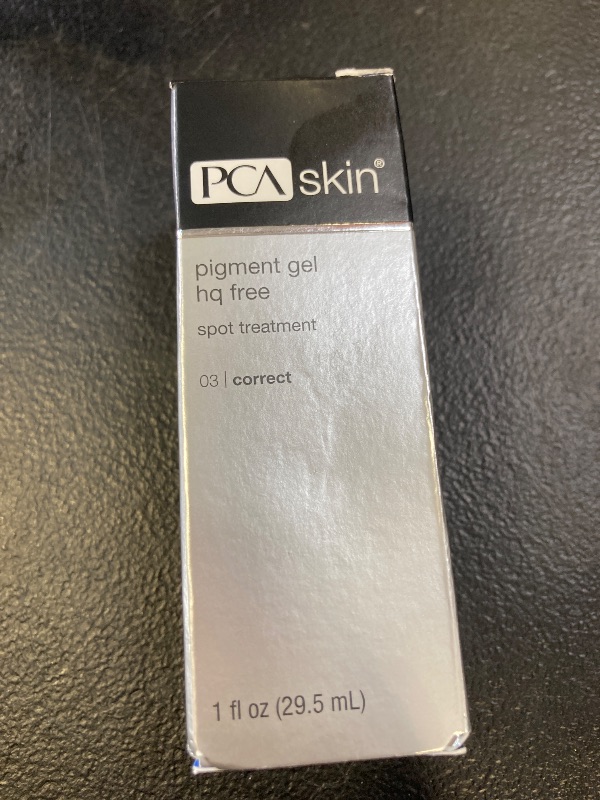 PCA skin®
pigment gel
hq free
spot treatment
03 | correct
1 fl oz (29.5 mL)